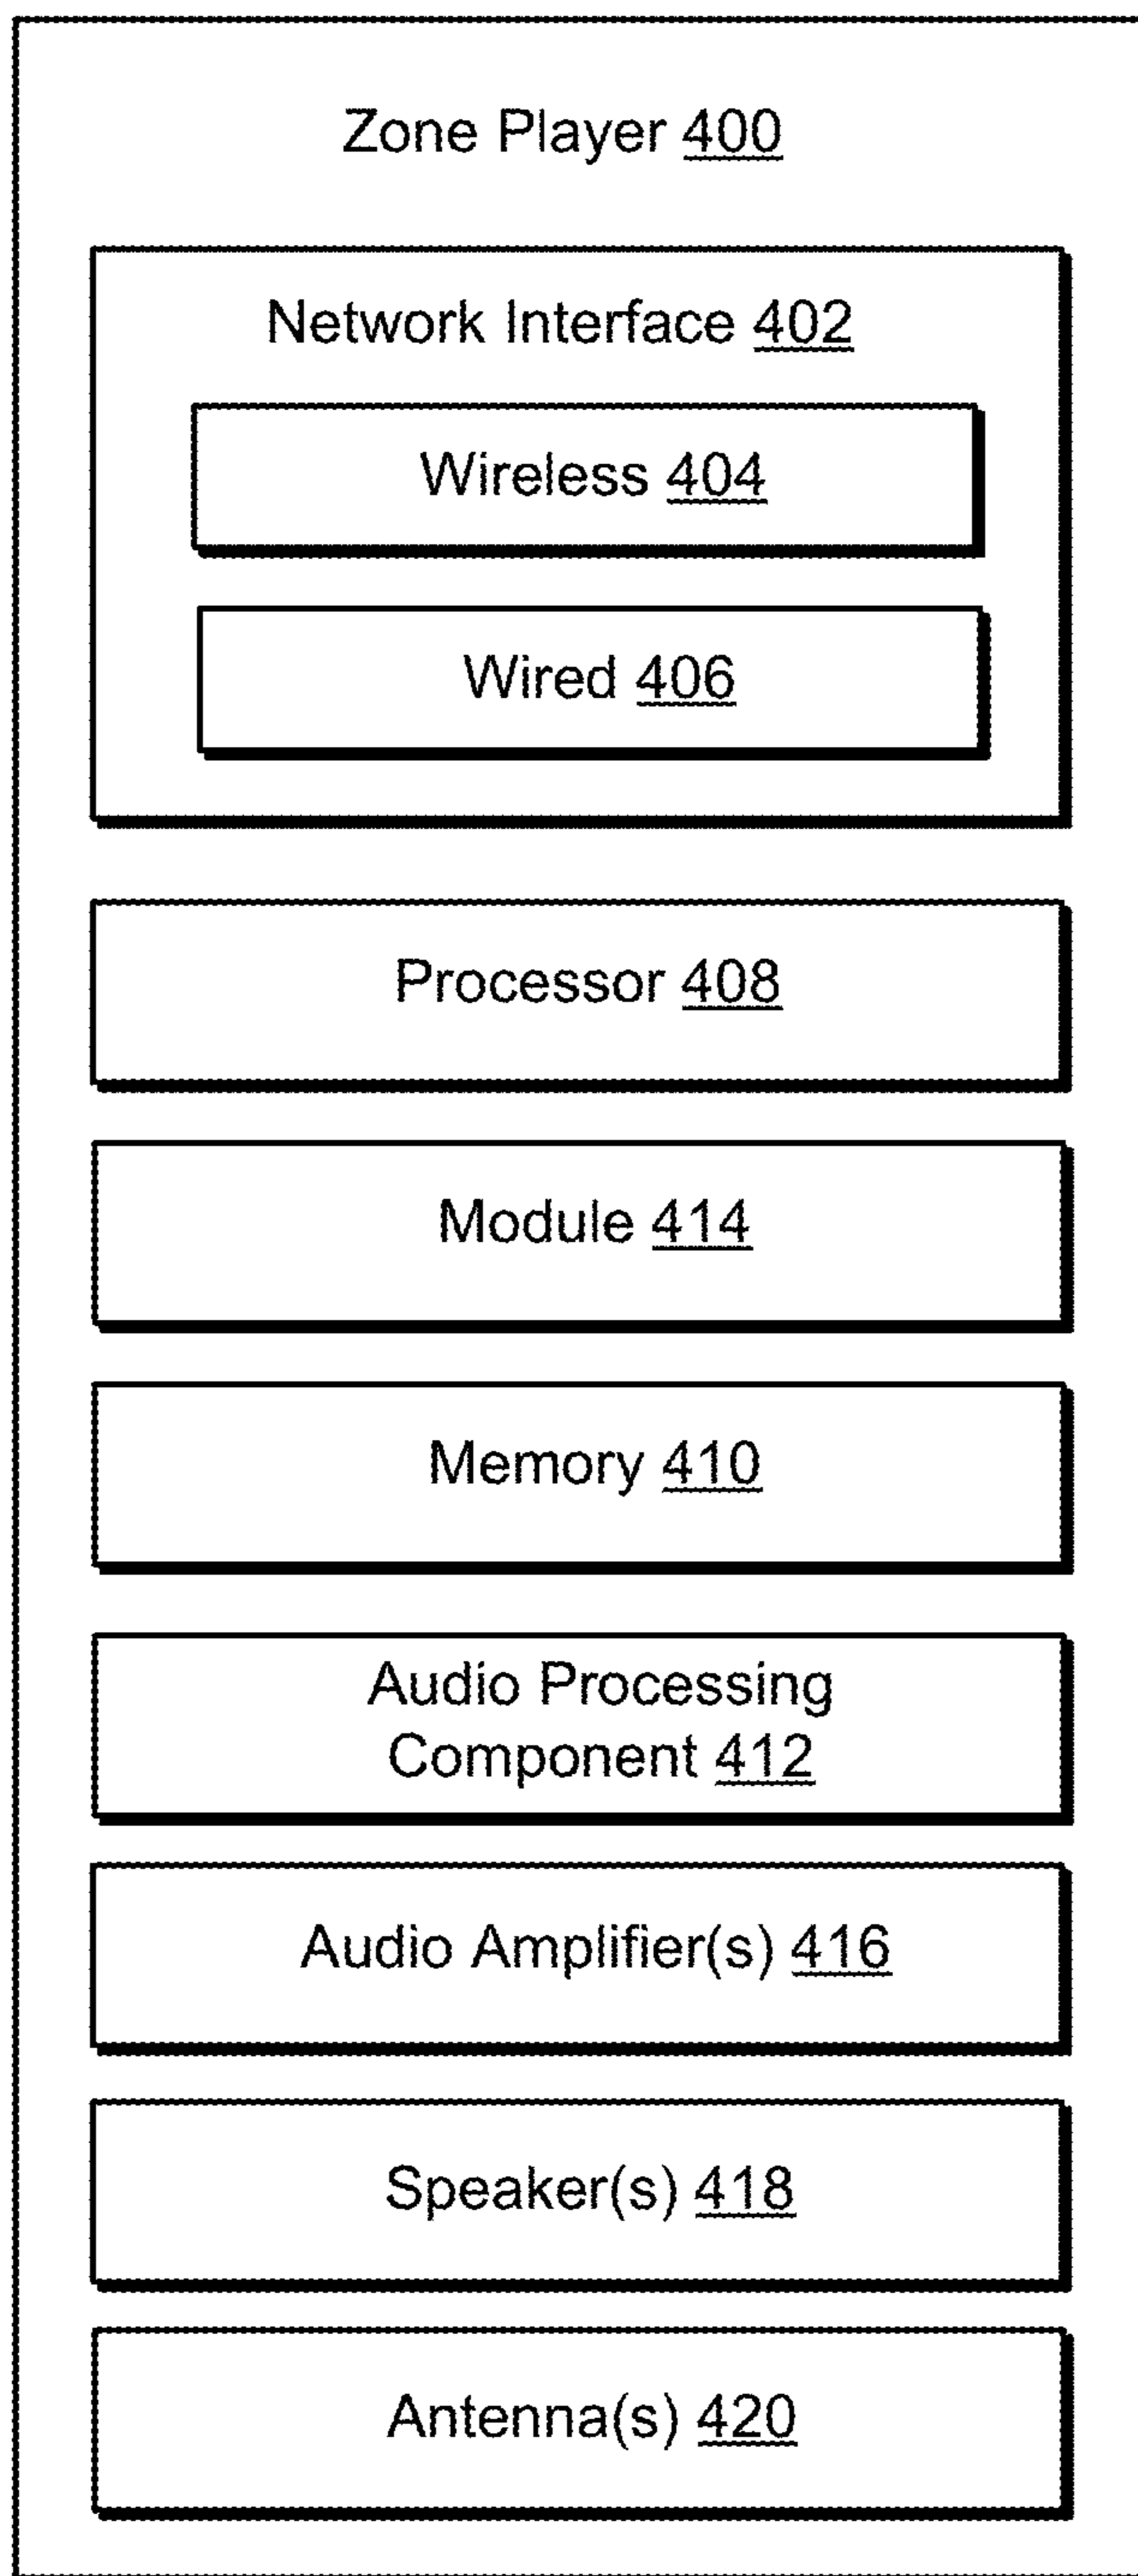 Zone Player 400
Network Interface 402
Wireless 404
Wired 406
Processor 408
Module 414
Memory 410
Audio Processing
Component 412
Audio Amplifier(s) 416
Speaker(s) 418
Antenna(s) 420